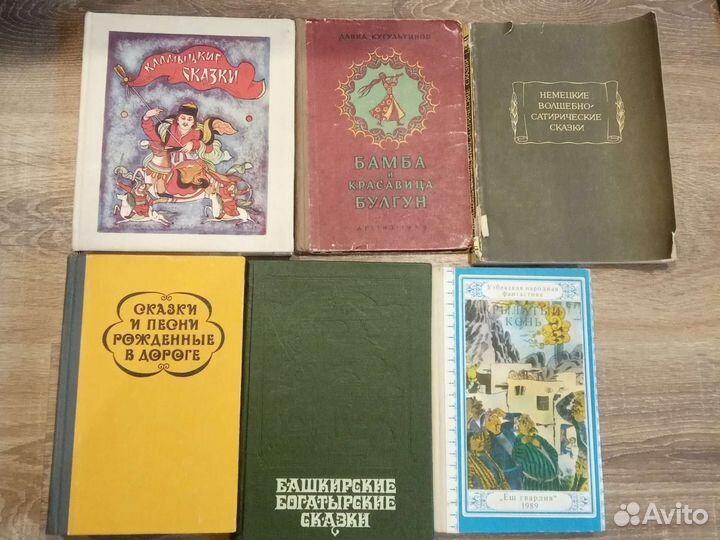 КАЛМЫЦКИЕ
СКАЗКИ
ДАВИД КУГУЛЬТИНОВ
БАМБА
и
КРАСАВИЦА
БУЛГУН
НЕМЕЦКИЕ
ВОЛШЕБНО-
САТИРИЧЕСКИЕ
СКАЗКИ
СКАЗКИ
И ПЕСНИ
РОЖДЕННЫЕ
В ДОРОГЕ
БАШКИРСКИЕ
БОГАТЫРСКИЕ
СКАЗКИ
Узбекская народная
фантастика
КРЫЛАТЫЙ
КОНЬ
„Ёш гвардия“
1989
Avito